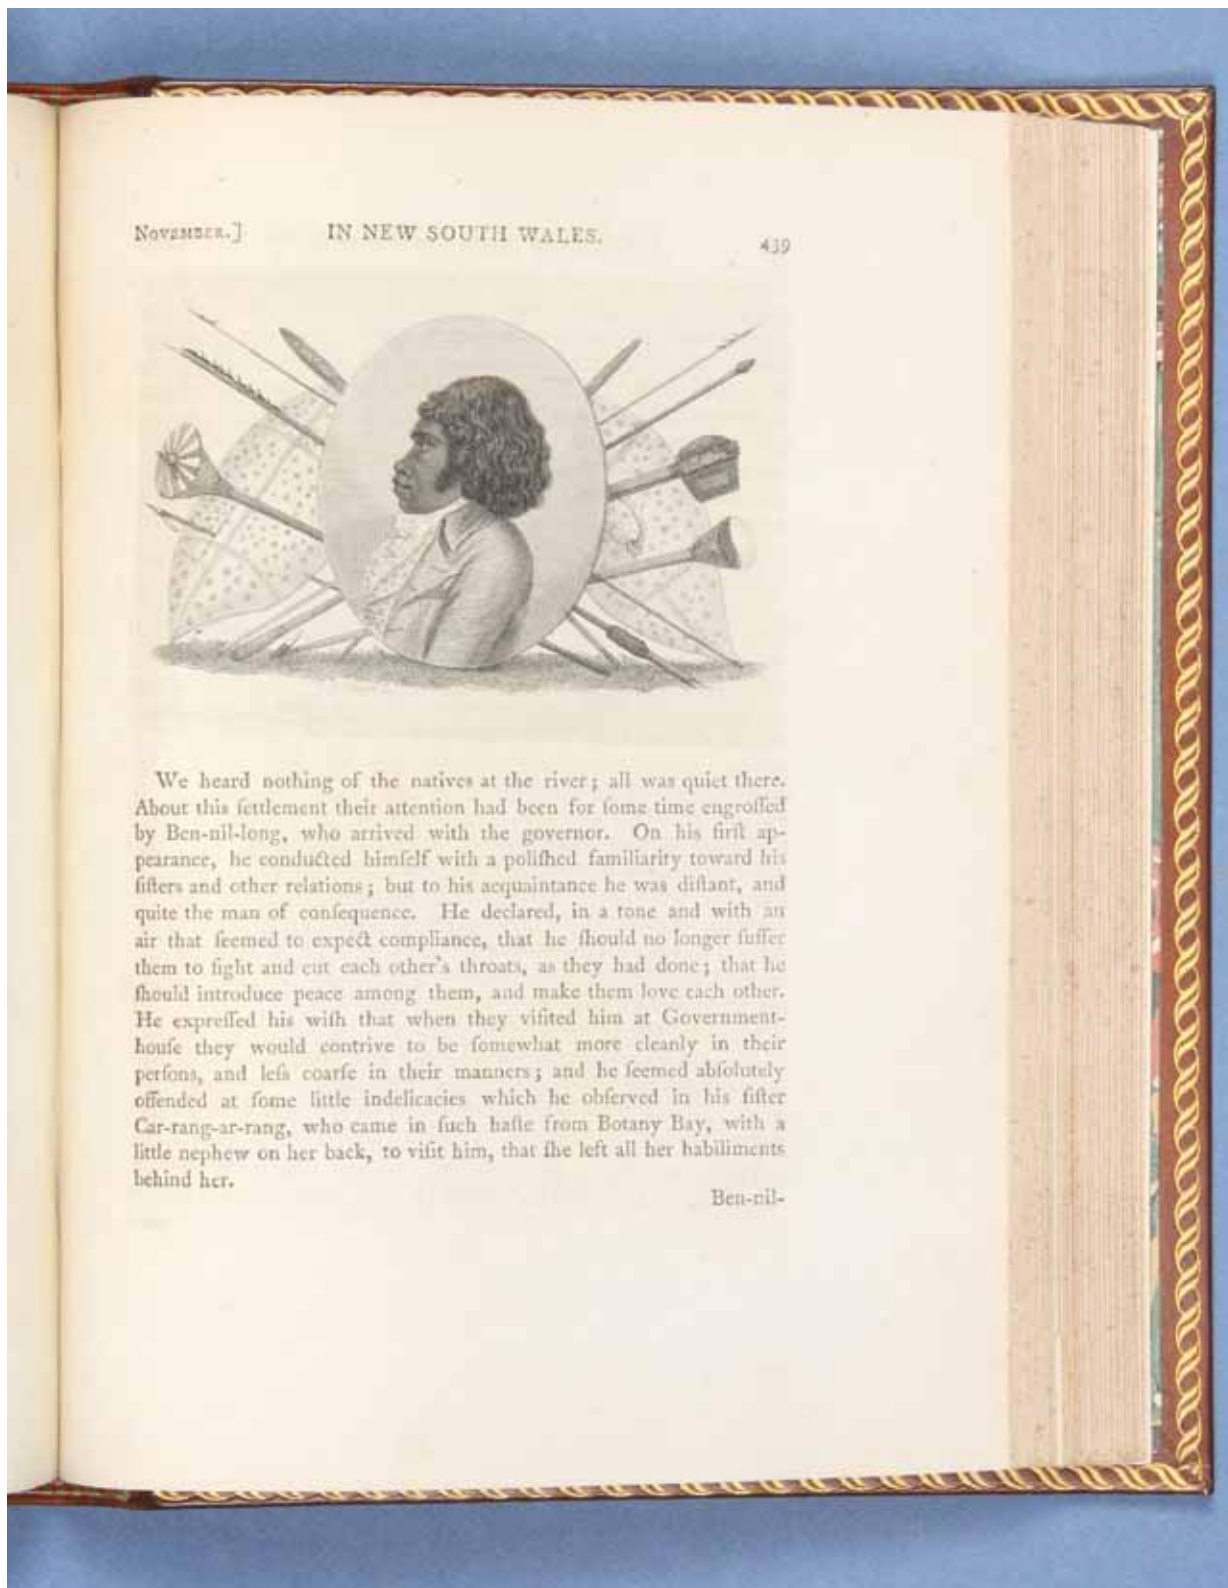 NOVEMBER.] IN NEW SOUTH WALES. 439
We heard nothing of the natives at the river; all was quiet there.
About this ſettlement their attention had been for ſome time engroſſed
by Ben-nil-long, who arrived with the governor. On his firſt ap-
pearance, he conducted himſelf with a poliſhed familiarity toward his
ſiſters and other relations; but to his acquaintance he was diſtant, and
quite the man of conſequence. He declared, in a tone and with an
air that ſeemed to expect compliance, that he ſhould no longer ſuffer
them to fight and cut each other's throats, as they had done; that he
ſhould introduce peace among them, and make them love each other.
He expreſſed his wiſh that when they viſited him at Government-
houſe they would contrive to be ſomewhat more cleanly in their
perſons, and leſs coarſe in their manners; and he ſeemed abſolutely
offended at ſome little indelicacies which he obſerved in his ſiſter
Car-rang-ar-rang, who came in ſuch haſte from Botany Bay, with a
little nephew on her back, to viſit him, that ſhe left all her habiliments
behind her.
Ben-nil-